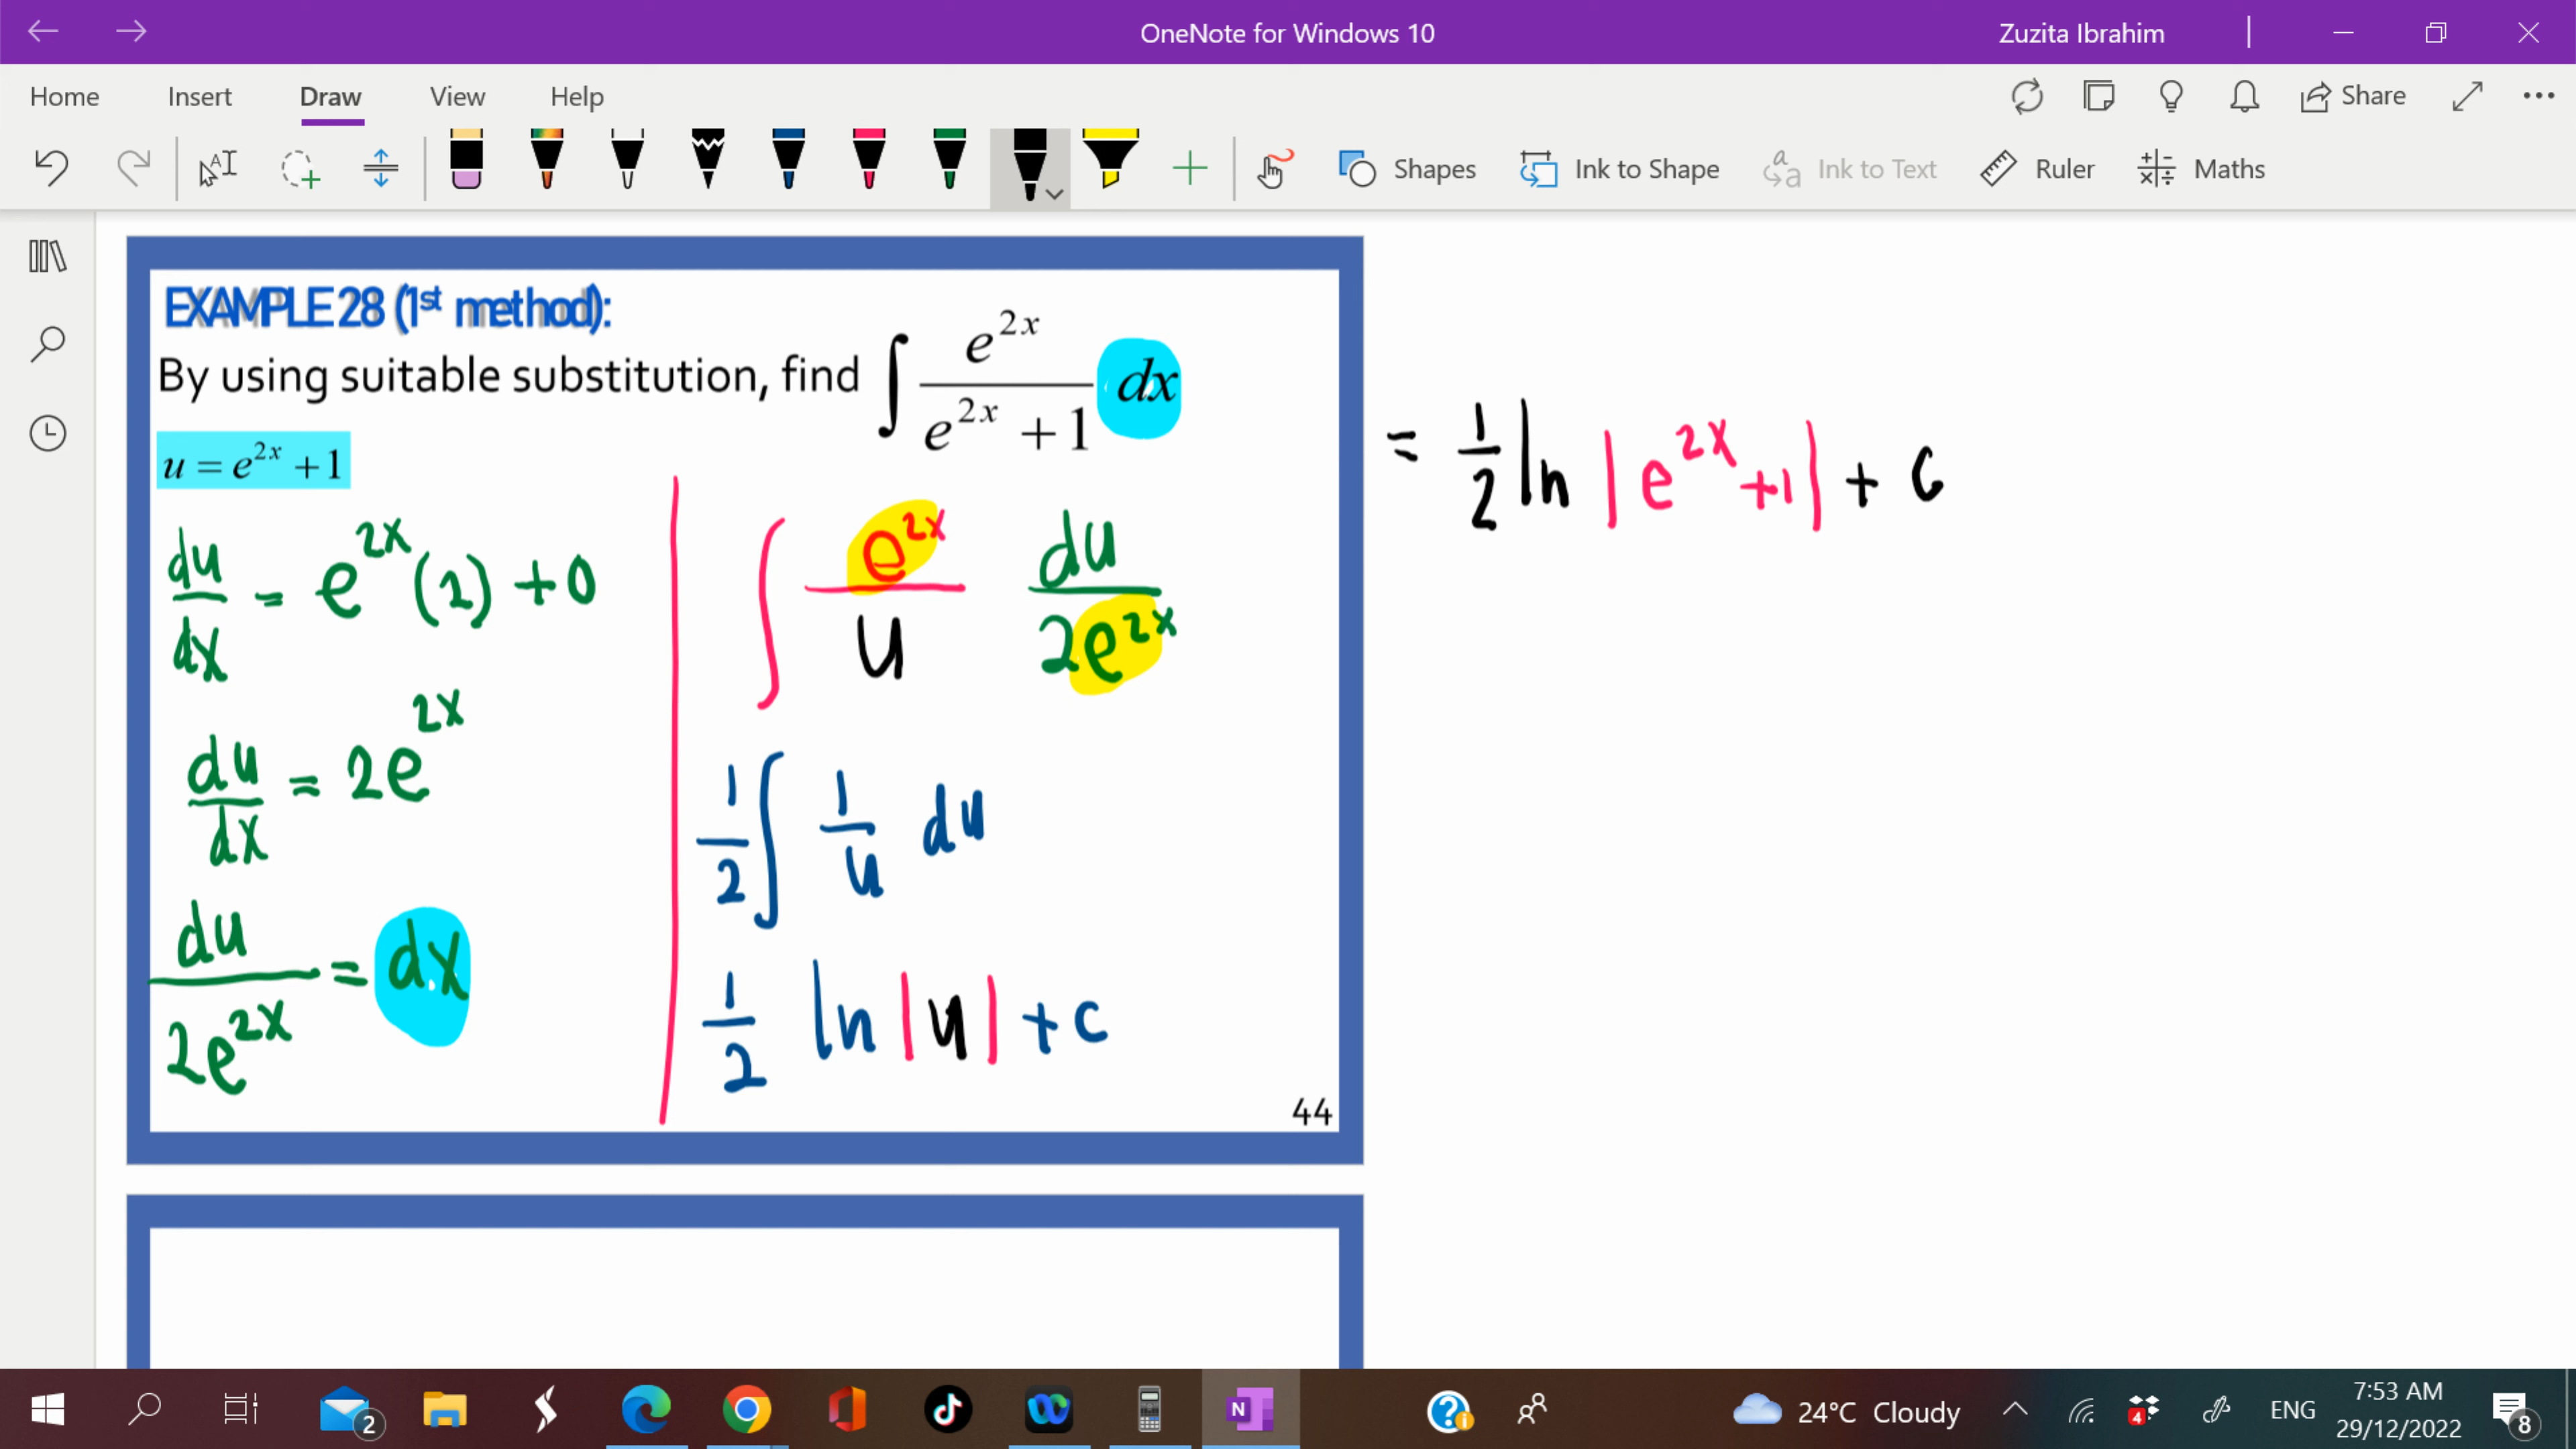 OneNote for Windows 10
Zuzita Ibrahim
Home Insert Draw View Help
Share
Shapes Ink to Shape Ink to Text Ruler Maths
EXAMPLE 28 (1st method):
By using suitable substitution, find ∫ e^{2x} / (e^{2x} + 1) dx
u = e^{2x} + 1
du/dx = e^{2x} (2) + 0
du/dx = 2e^{2x}
du/2e^{2x} = dx
∫ e^{2x}/u du/2e^{2x}
1/2 ∫ 1/u du
1/2 ln |u| + c
44
= 1/2 ln |e^{2x} + 1| + c
2
N
24°C Cloudy
4
ENG
7:53 AM
29/12/2022
8